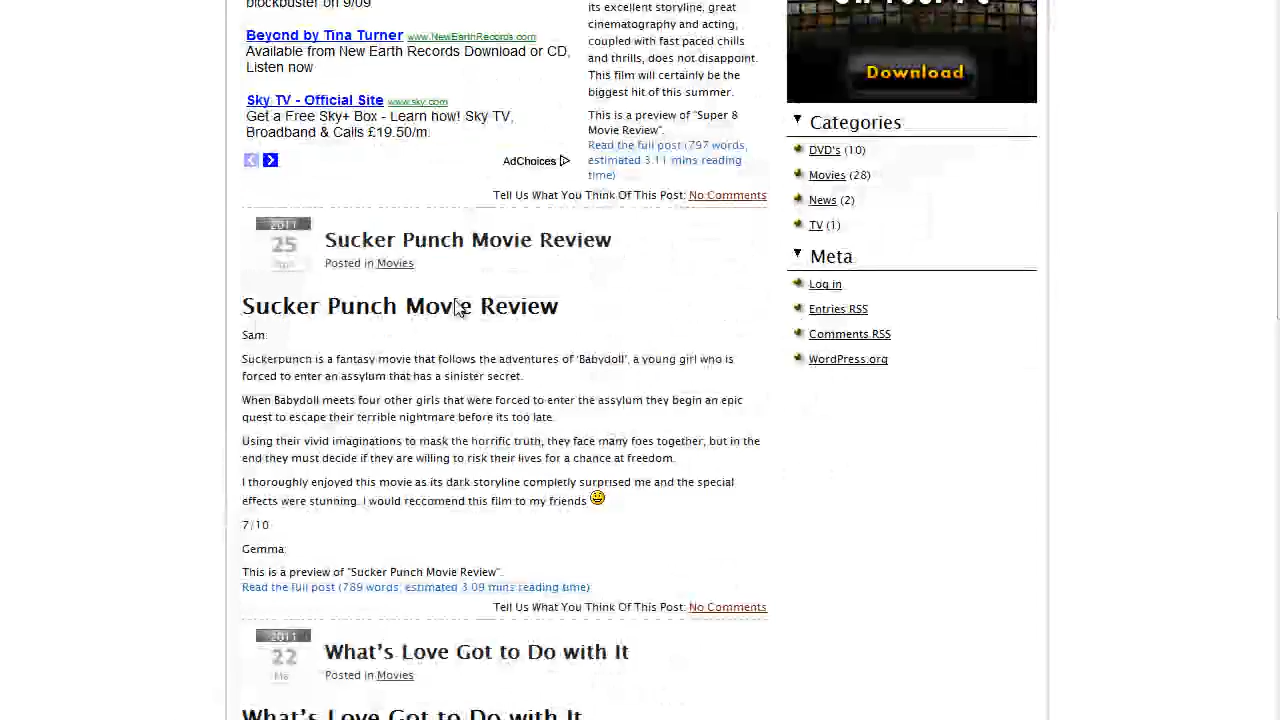 blockbuster on 9/09
Beyond by Tina Turner www.NewEarthRecords.com
Available from New Earth Records Download or CD,
Listen now
Sky TV - Official Site www.sky.com
Get a Free Sky+ Box - Learn how! Sky TV,
Broadband & Calls £19.50/m.
AdChoices
its excellent storyline, great
cinematography and acting,
coupled with fast paced chills
and thrills, does not disappoint.
This film will certainly be the
biggest hit of this summer.
This is a preview of "Super 8
Movie Review".
Read the full post (797 words,
estimated 3.11 mins reading
time)
Tell Us What You Think Of This Post: No Comments
2011
25
Sucker Punch Movie Review
Posted in Movies
Sucker Punch Movie Review
Sam:
Suckerpunch is a fantasy movie that follows the adventures of 'Babydoll', a young girl who is
forced to enter an assylum that has a sinister secret.
When Babydoll meets four other girls that were forced to enter the assylum they begin an epic
quest to escape their terrible nightmare before its too late.
Using their vivid imaginations to mask the horrific truth, they face many foes together, but in the
end they must decide if they are willing to risk their lives for a chance at freedom.
I thoroughly enjoyed this movie as its dark storyline completly surprised me and the special
effects were stunning. I would reccomend this film to my friends
7/10
Gemma:
This is a preview of "Sucker Punch Movie Review".
Read the full post (789 words, estimated 3.09 mins reading time)
Tell Us What You Think Of This Post: No Comments
2011
22
What's Love Got to Do with It
Posted in Movies
What's Love Got to Do with It
Download
Categories
DVD's (10)
Movies (28)
News (2)
TV (1)
Meta
Log in
Entries RSS
Comments RSS
WordPress.org